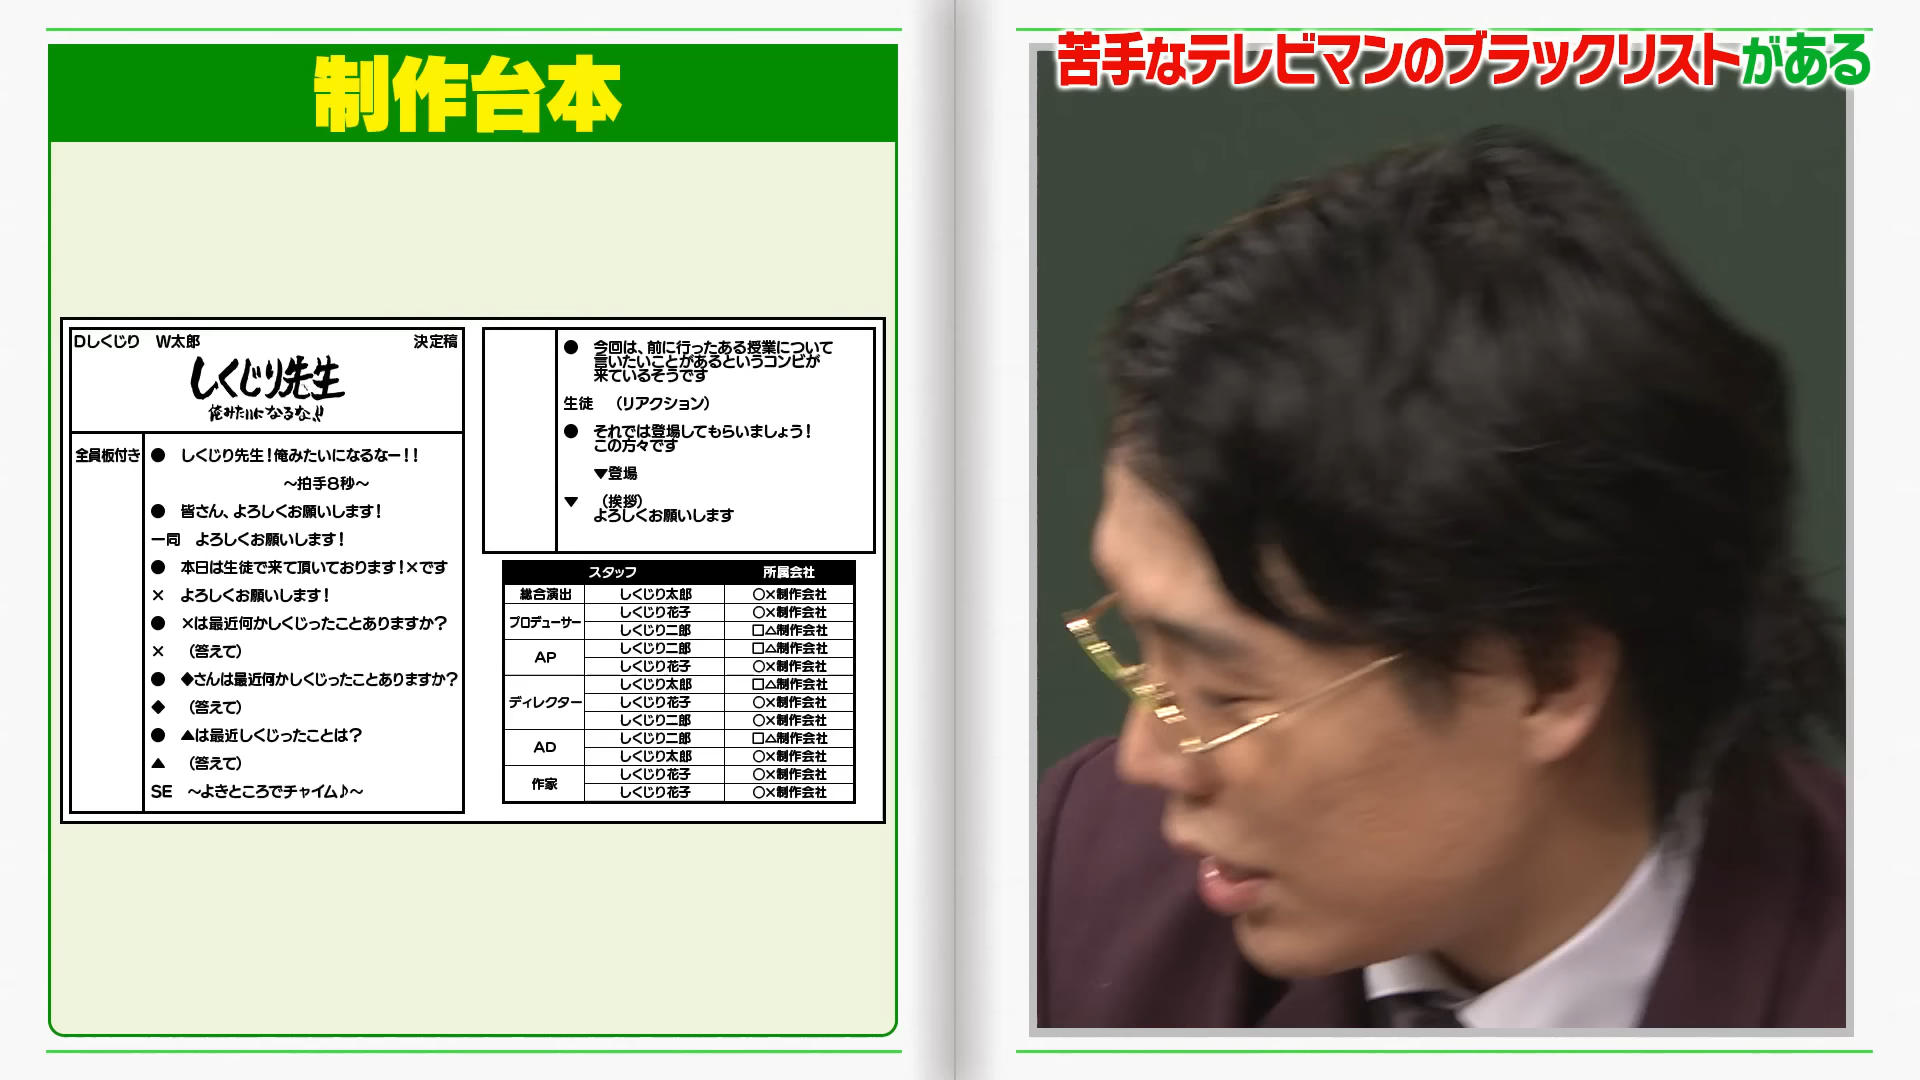 制作台本
Dしくじり　W太郎　決定稿
しくじり先生
俺みたいになるな!!
全員板付き
● しくじり先生！俺みたいになるなー！！
～拍手8秒～
● 皆さん、よろしくお願いします！
一同　よろしくお願いします！
● 本日は生徒で来て頂いております！×です
× よろしくお願いします！
● ×は最近何かしくじったことありますか？
× （答えて）
● ◆さんは最近何かしくじったことありますか？
◆ （答えて）
● ▲は最近しくじったことは？
▲ （答えて）
SE ～よきところでチャイム♪～
● 今回は、前に行ったある授業について
言いたいことがあるというコンビが
来ているそうです
生徒　（リアクション）
● それでは登場してもらいましょう！
この方々です
▼登場
▼ （挨拶）
よろしくお願いします
スタッフ　所属会社
総合演出　しくじり太郎　○×制作会社
プロデューサー　しくじり花子　○×制作会社
しくじり二郎　□△制作会社
AP　しくじり二郎　□△制作会社
しくじり花子　○×制作会社
ディレクター　しくじり太郎　□△制作会社
しくじり花子　○×制作会社
しくじり二郎　○×制作会社
AD　しくじり二郎　□△制作会社
しくじり太郎　○×制作会社
作家　しくじり花子　○×制作会社
しくじり花子　○×制作会社
苦手なテレビマンのブラックリストがある